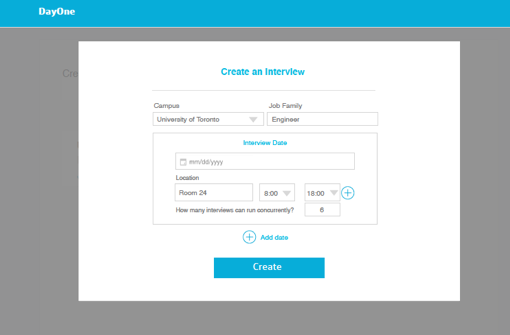 DayOne
Cre
Create an Interview
Campus
Job Family
University of Toronto
Engineer
Interview Date
mm/dd/yyyy
Location
Room 24
8:00
18:00
How many interviews can run concurrently?
6
Add date
Create